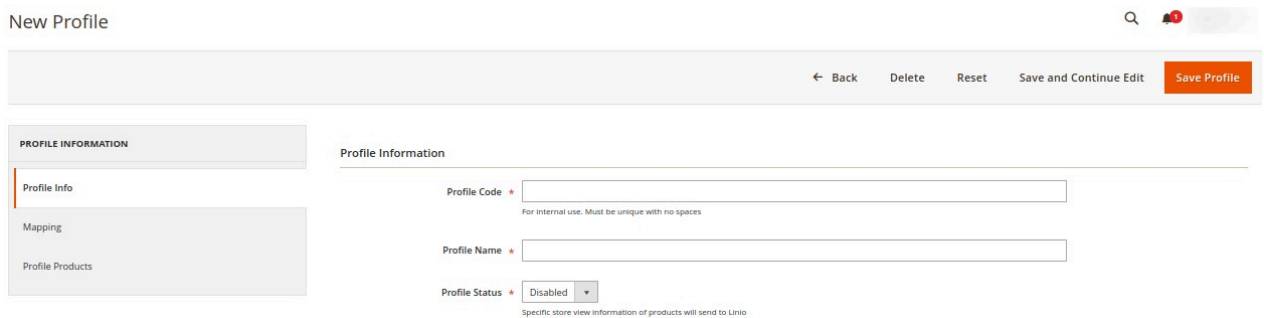 New Profile
1
← Back Delete Reset Save and Continue Edit Save Profile
PROFILE INFORMATION
Profile Info
Mapping
Profile Products
Profile Information
Profile Code *
For internal use. Must be unique with no spaces
Profile Name *
Profile Status * Disabled
Specific store view information of products will send to Linio